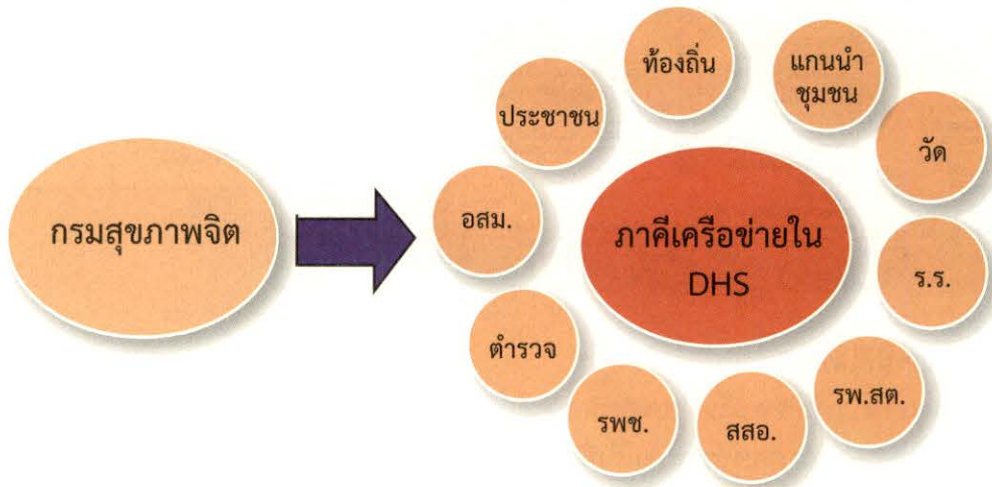 กรมสุขภาพจิต
ภาคีเครือข่ายใน
DHS
ท้องถิ่น
แกนนำ
ชุมชน
วัด
ร.ร.
รพ.สต.
สสอ.
รพช.
ตำรวจ
อสม.
ประชาชน